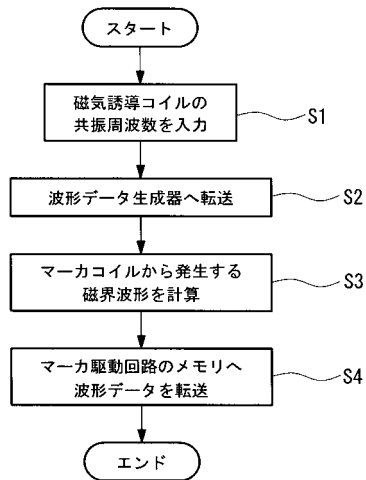 スタート
磁気誘導コイルの
共振周波数を入力
S1
波形データ生成器へ転送
S2
マーカコイルから発生する
磁界波形を計算
S3
マーカ駆動回路のメモリへ
波形データを転送
S4
エンド